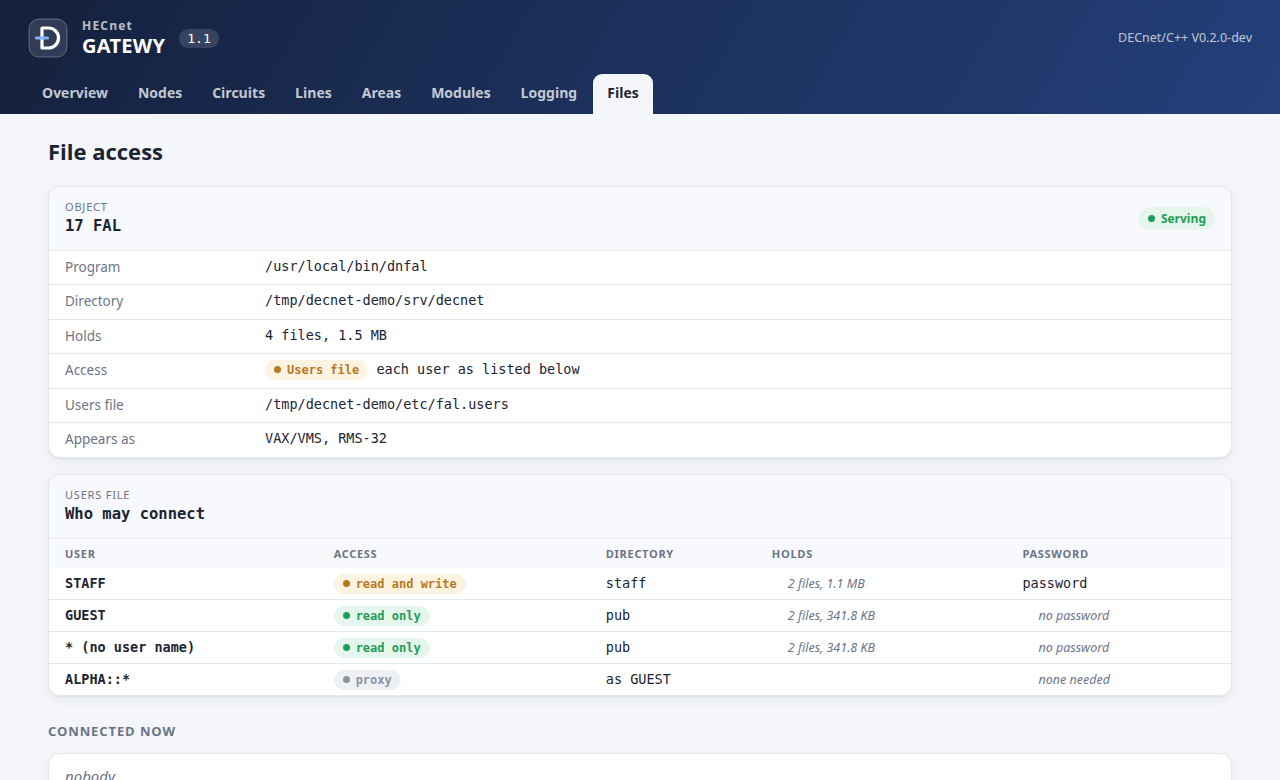 HECnet
GATEWY 1.1
DECnet/C++ V0.2.0-dev
Overview Nodes Circuits Lines Areas Modules Logging Files
File access
OBJECT
17 FAL
Serving
Program /usr/local/bin/dnfal
Directory /tmp/decnet-demo/srv/decnet
Holds 4 files, 1.5 MB
Access Users file each user as listed below
Users file /tmp/decnet-demo/etc/fal.users
Appears as VAX/VMS, RMS-32
USERS FILE
Who may connect
USER ACCESS DIRECTORY HOLDS PASSWORD
STAFF read and write staff 2 files, 1.1 MB password
GUEST read only pub 2 files, 341.8 KB no password
* (no user name) read only pub 2 files, 341.8 KB no password
ALPHA::* proxy as GUEST none needed
CONNECTED NOW
nobody